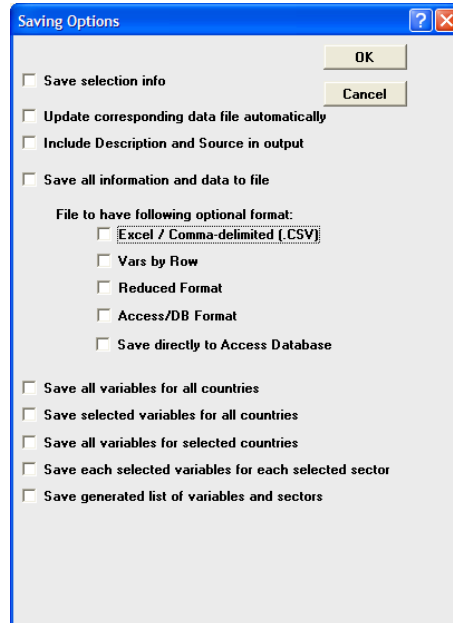 Saving Options
OK
Save selection info
Cancel
Update corresponding data file automatically
Include Description and Source in output
Save all information and data to file
File to have following optional format:
Excel / Comma-delimited (.CSV)
Vars by Row
Reduced Format
Access/DB Format
Save directly to Access Database
Save all variables for all countries
Save selected variables for all countries
Save all variables for selected countries
Save each selected variables for each selected sector
Save generated list of variables and sectors